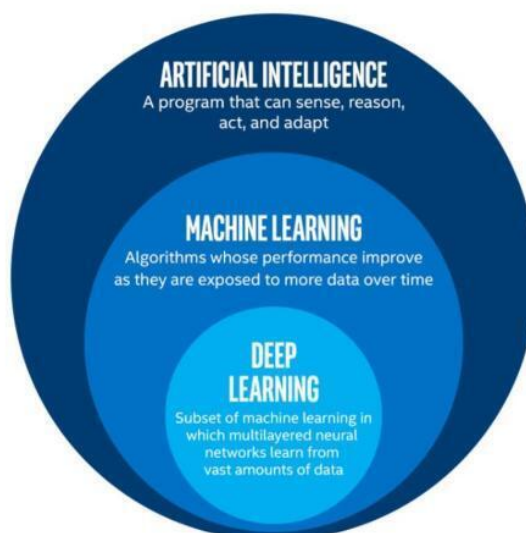 ARTIFICIAL INTELLIGENCE
A program that can sense, reason,
act, and adapt
MACHINE LEARNING
Algorithms whose performance improve
as they are exposed to more data over time
DEEP
LEARNING
Subset of machine learning in
which multilayered neural
networks learn from
vast amounts of data